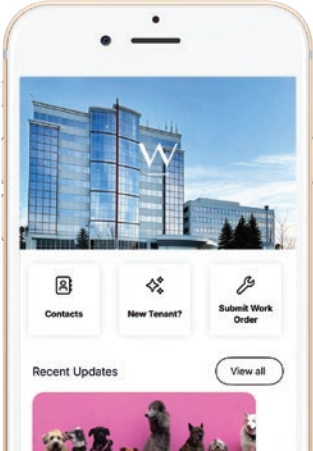 W
Contacts
New Tenant?
Submit Work
Order
Recent Updates
View all